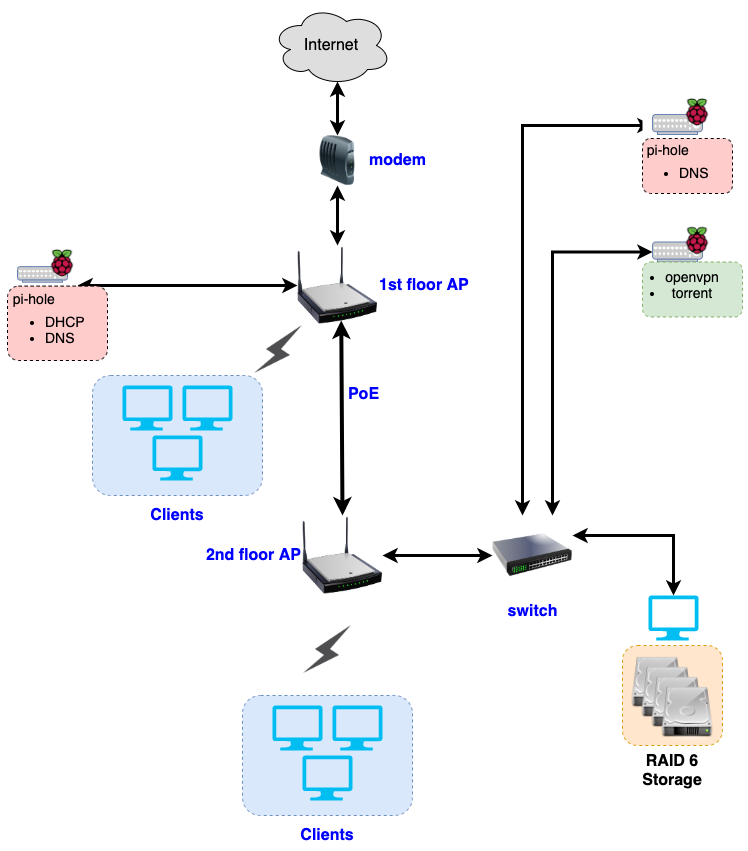 Internet
modem
pi-hole
DNS
openvpn
torrent
1st floor AP
pi-hole
DHCP
DNS
PoE
Clients
2nd floor AP
switch
RAID 6
Storage
Clients